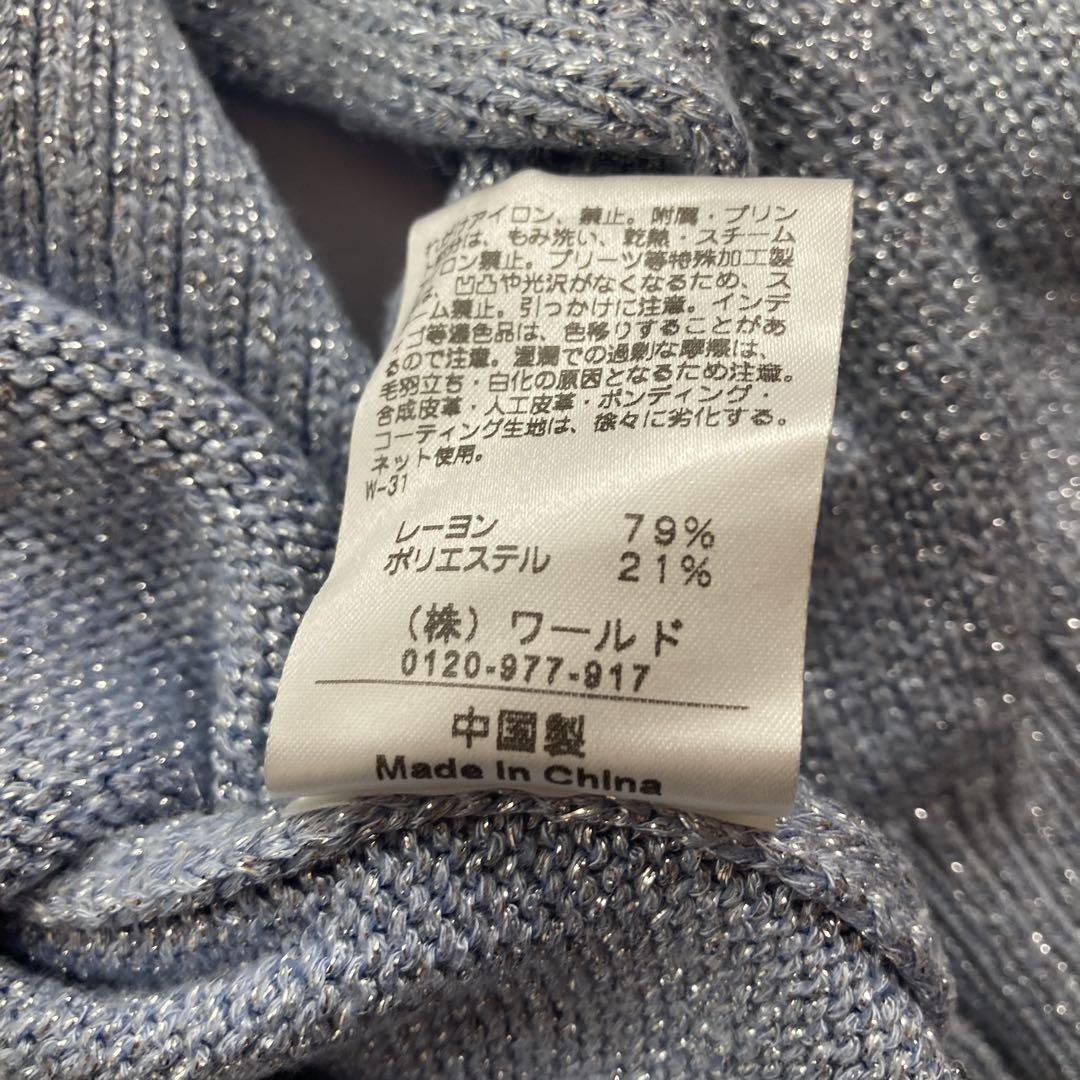 アイロン、禁止。附属・プリン
は、もみ洗い、乾熱・スチーム
ロン禁止。プリーツ等特殊加工製
は、凹凸や光沢がなくなるため、ス
ーム禁止。引っかけに注意。インデ
ィゴ等濃色品は、色移りすることがあ
るので注意。湿潤での過剰な摩擦は、
毛羽立ち・白化の原因となるため注意。
合成皮革・人工皮革・ボンディング・
コーティング生地は、徐々に劣化する。
ネット使用。
W-31
レーヨン 79%
ポリエステル 21%
(株) ワールド
0120-977-917
中国製
Made in China